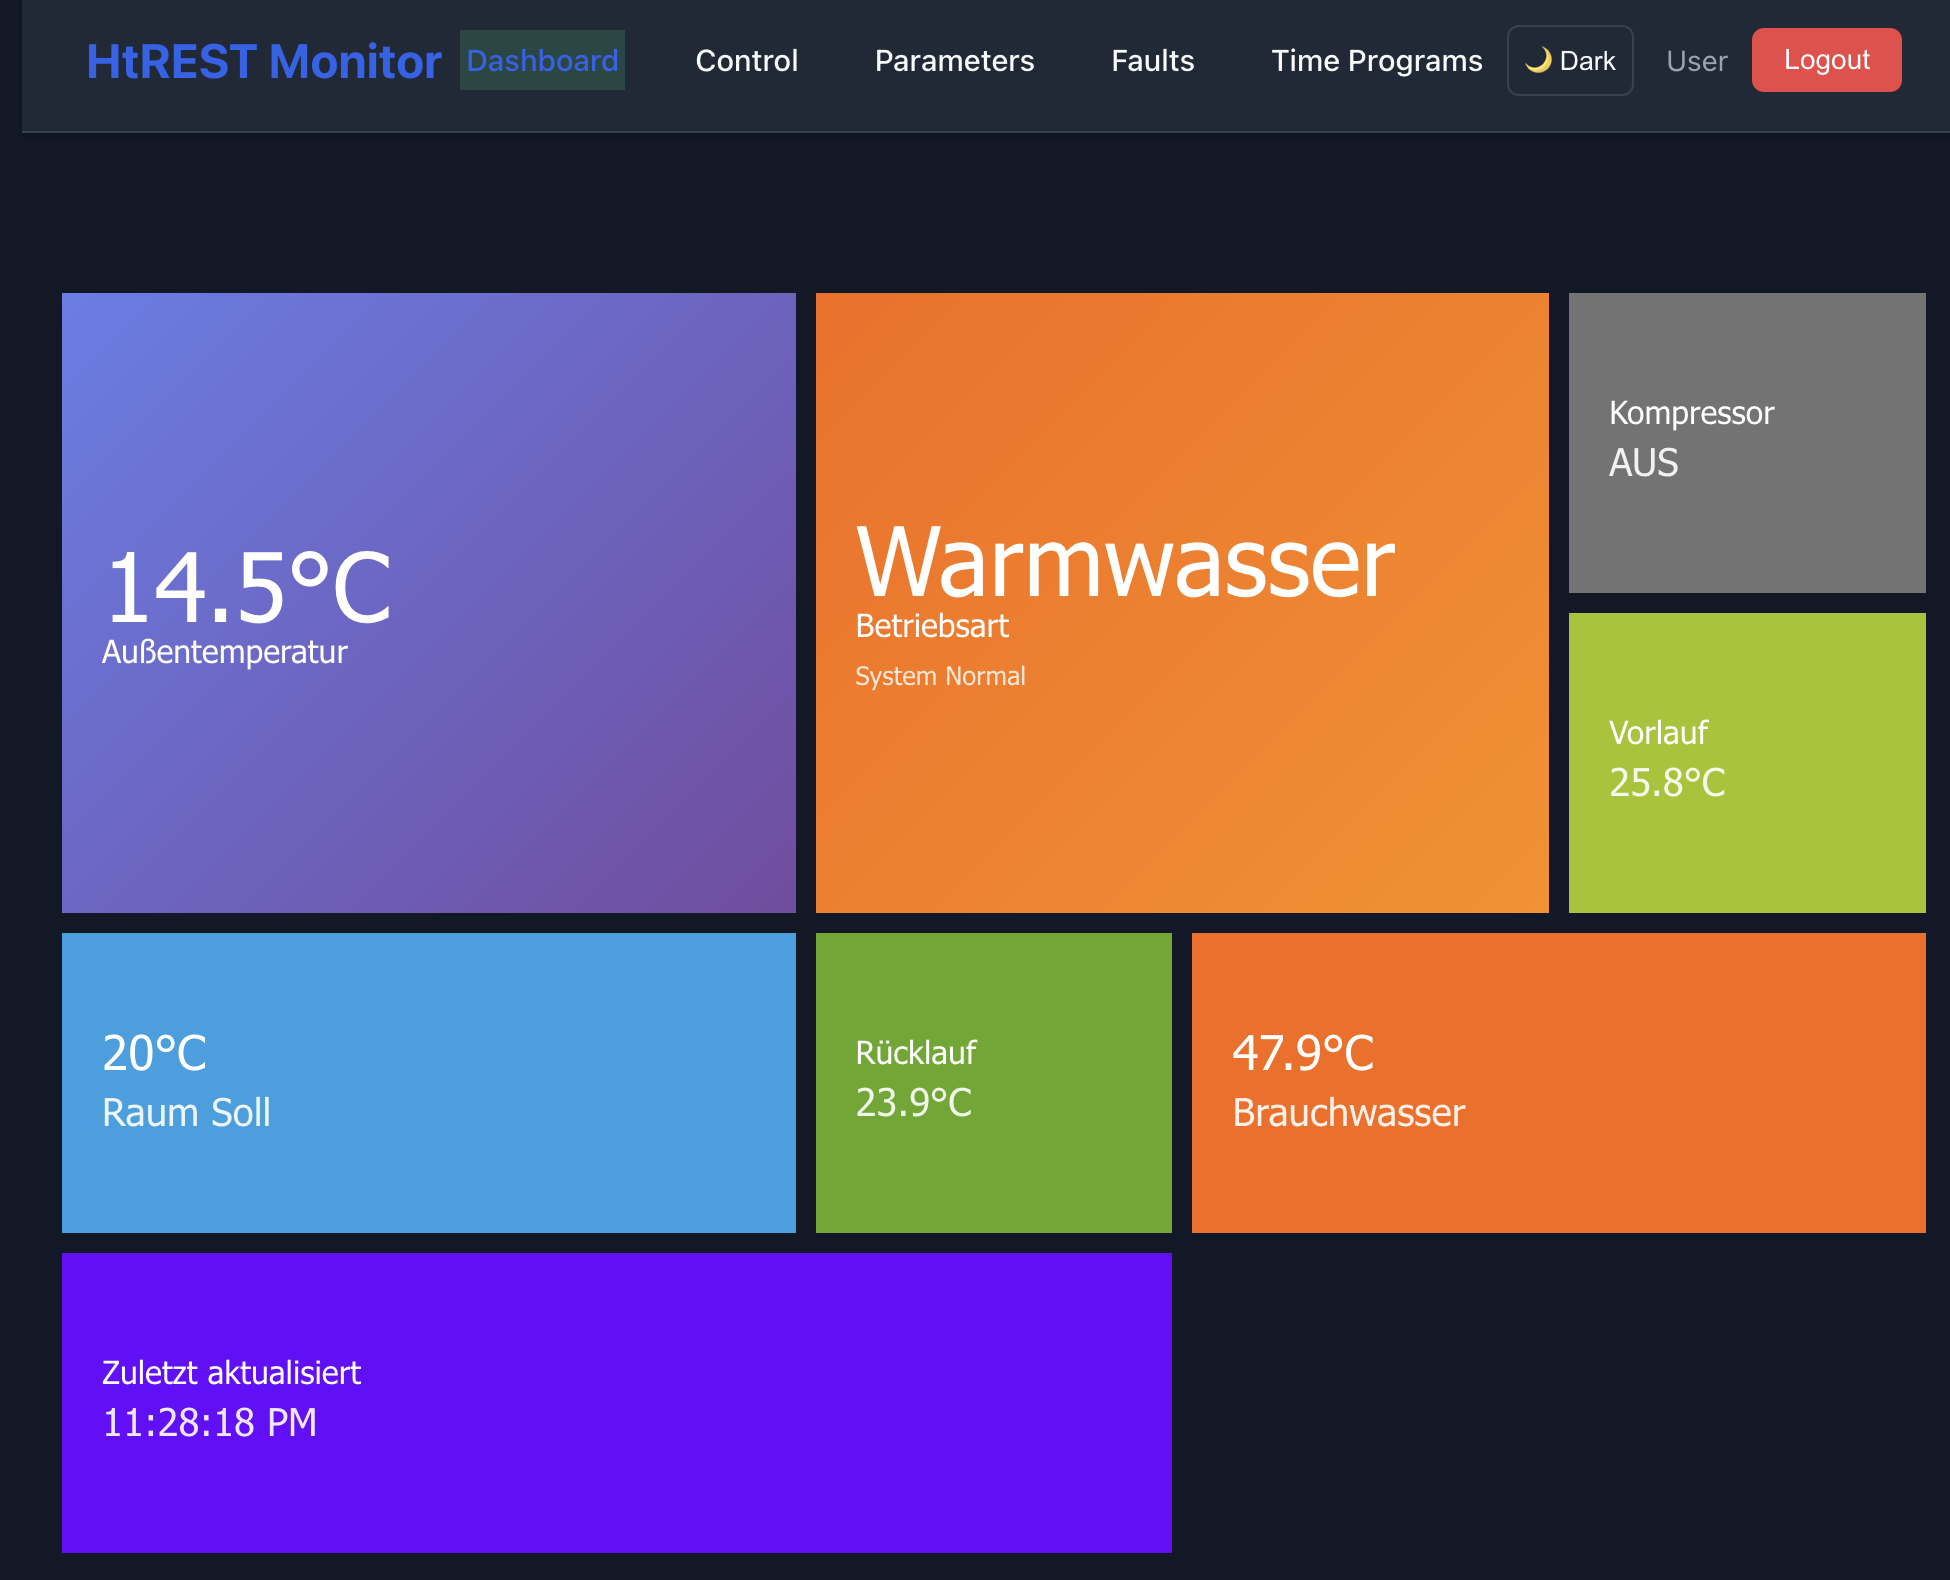 HtREST Monitor Dashboard Control Parameters Faults Time Programs 🌙 Dark User Logout
14.5°C
Außentemperatur
Warmwasser
Betriebsart
System Normal
Kompressor
AUS
Vorlauf
25.8°C
20°C
Raum Soll
Rücklauf
23.9°C
47.9°C
Brauchwasser
Zuletzt aktualisiert
11:28:18 PM